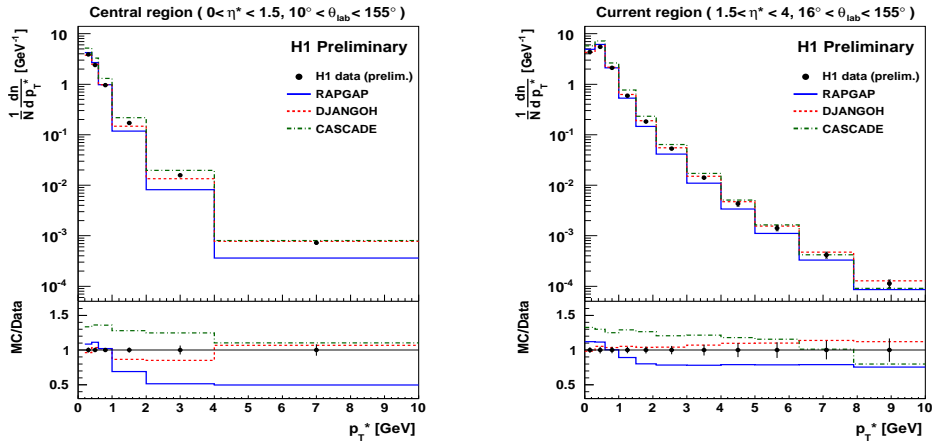 Central region ( 0< η* < 1.5, 10° < θlab< 155° )
1/N dn/d pT* [GeV⁻¹]
10
1
10⁻¹
10⁻²
10⁻³
10⁻⁴
H1 Preliminary
H1 data (prelim.)
RAPGAP
DJANGOH
CASCADE
MC/Data
1.5
1
0.5
0 1 2 3 4 5 6 7 8 9 10
pT* [GeV]
Current region ( 1.5< η* < 4, 16° < θlab< 155° )
1/N dn/d pT* [GeV⁻¹]
10
1
10⁻¹
10⁻²
10⁻³
10⁻⁴
H1 Preliminary
H1 data (prelim.)
RAPGAP
DJANGOH
CASCADE
MC/Data
1.5
1
0.5
0 1 2 3 4 5 6 7 8 9 10
pT* [GeV]